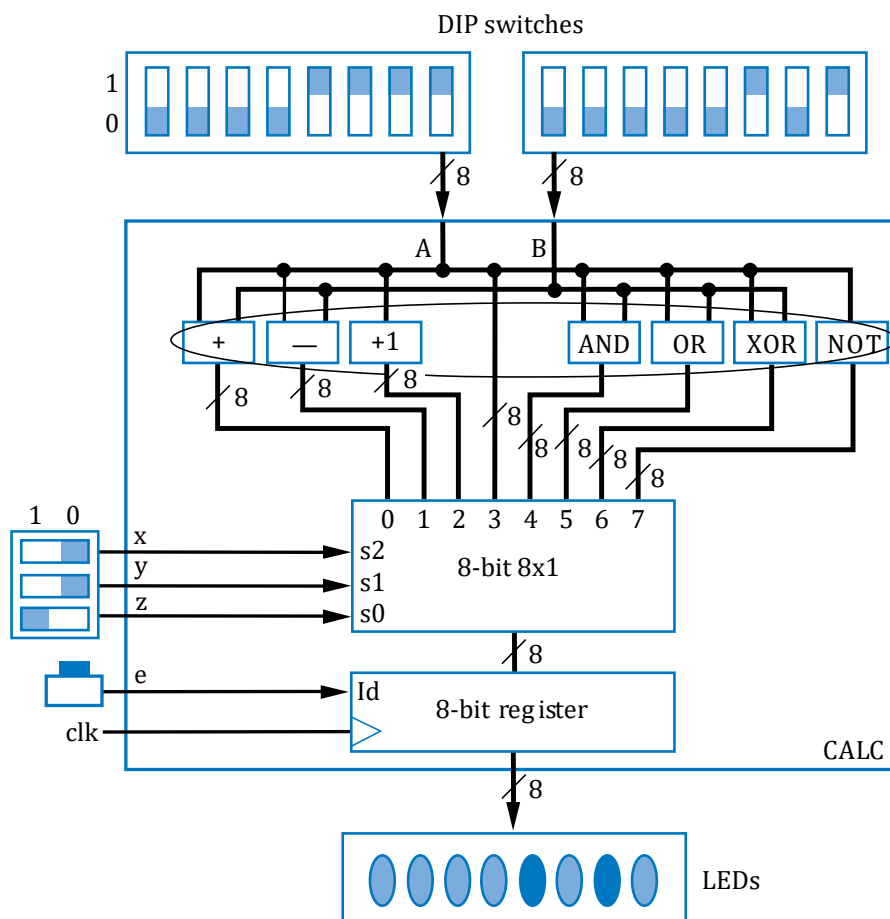 DIP switches
1
0
8 8
A B
+ — +1 AND OR XOR NOT
8 8 8 8 8 8 8 8
1 0
0 1 2 3 4 5 6 7
x
s2
8-bit 8x1
y
s1
z
s0
8
e
Id
8-bit register
clk
CALC
8
LEDs